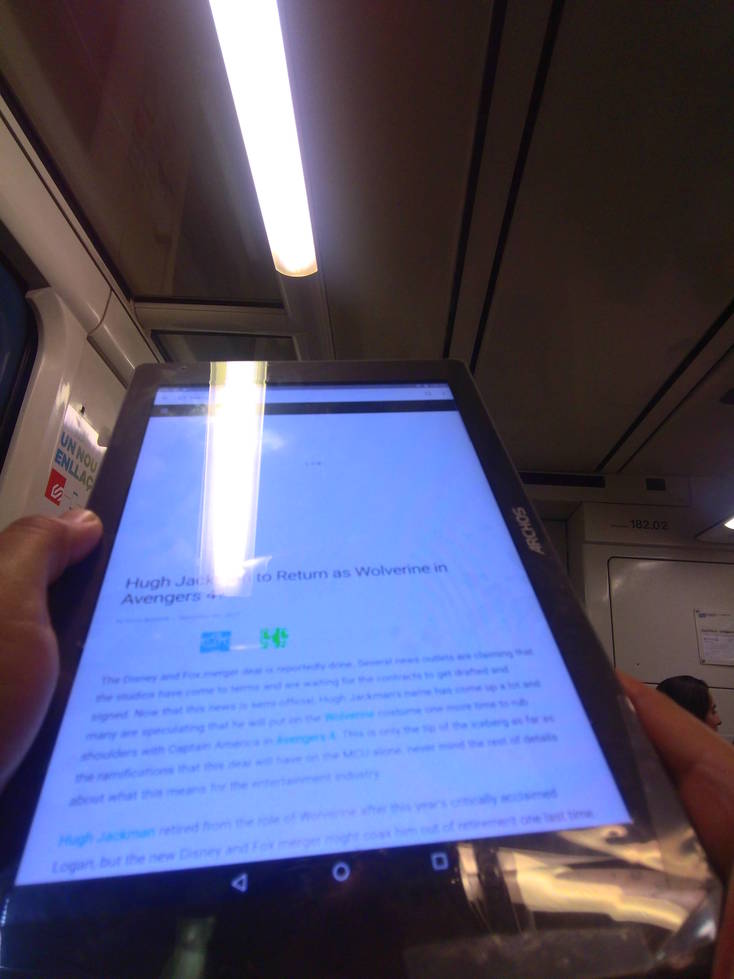 UN NOU
ENLLAÇ
182.02
ARCHOS
Hugh Jackman to Return as Wolverine in
Avengers 4?
The Disney and Fox merger deal is reportedly done. Several news outlets are claiming that
the studios have come to terms and are waiting for the contracts to get drafted and
signed. Now that this news is semi-official, Hugh Jackman's name has come up a lot and
many are speculating that he will put on the Wolverine costume one more time to rub
shoulders with Captain America in Avengers 4. This is only the tip of the iceberg as far as
the ramifications that this deal will have on the MCU alone, never mind the rest of details
about what this means for the entertainment industry.
Hugh Jackman retired from the role of Wolverine after this year's critically acclaimed
Logan, but the new Disney and Fox merger might coax him out of retirement one last time.